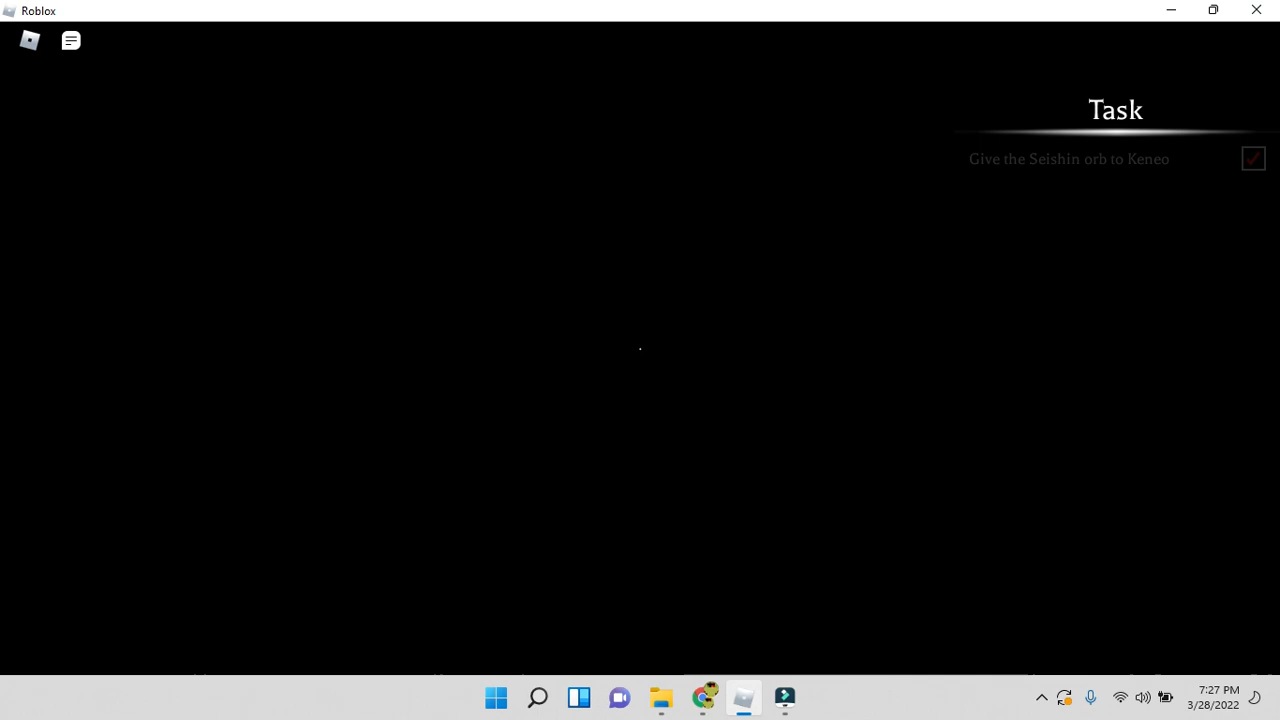 Roblox
Task
Give the Seishin orb to Keneo
7:27 PM
3/28/2022